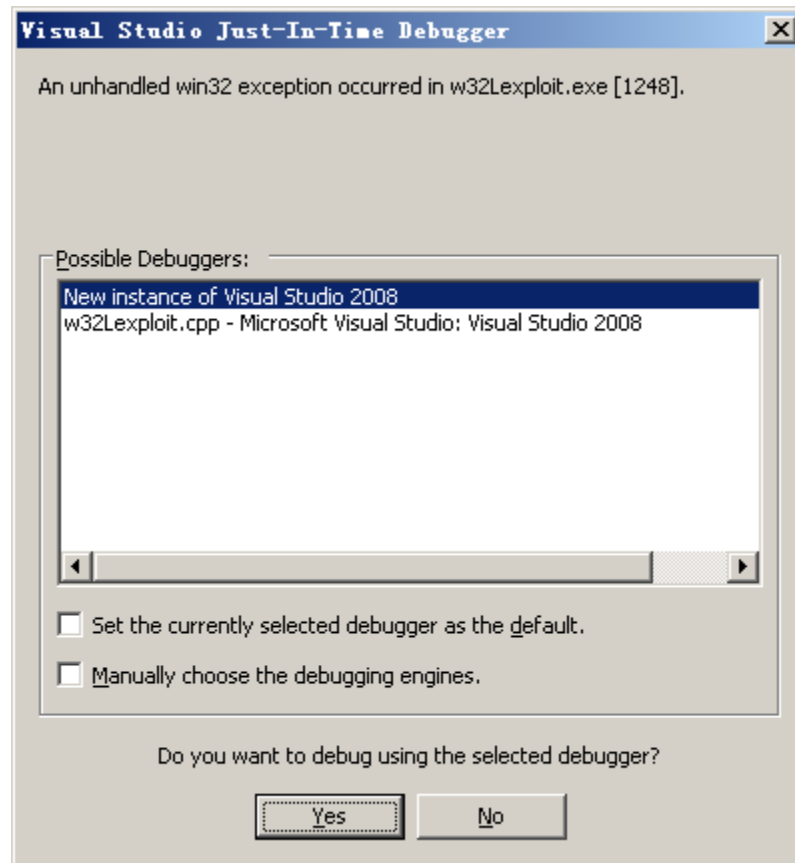 Visual Studio Just-In-Time Debugger
An unhandled win32 exception occurred in w32Lexploit.exe [1248].
Possible Debuggers:
New instance of Visual Studio 2008
w32Lexploit.cpp - Microsoft Visual Studio: Visual Studio 2008
Set the currently selected debugger as the default.
Manually choose the debugging engines.
Do you want to debug using the selected debugger?
Yes
No